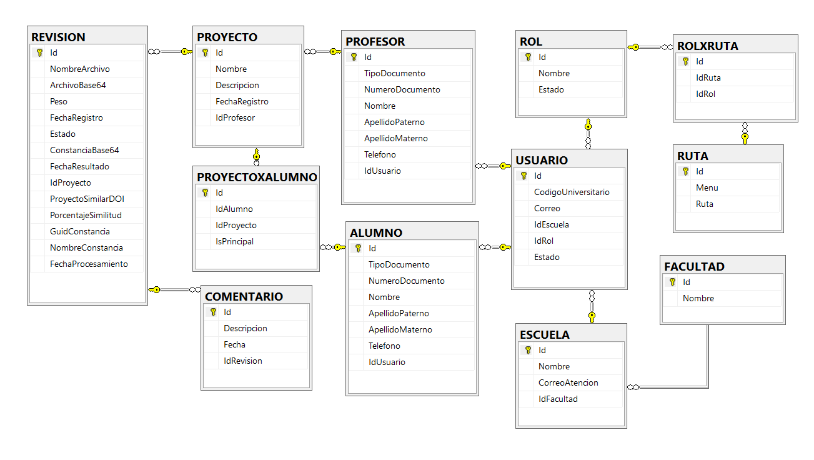 REVISION
Id
NombreArchivo
ArchivoBase64
Peso
FechaRegistro
Estado
ConstanciaBase64
FechaResultado
IdProyecto
ProyectoSimilarDOI
PorcentajeSimilitud
GuidConstancia
NombreConstancia
FechaProcesamiento
PROYECTO
Id
Nombre
Descripcion
FechaRegistro
IdProfesor
PROYECTOXALUMNO
Id
IdAlumno
IdProyecto
IsPrincipal
COMENTARIO
Id
Descripcion
Fecha
IdRevision
PROFESOR
Id
TipoDocumento
NumeroDocumento
Nombre
ApellidoPaterno
ApellidoMaterno
Telefono
IdUsuario
ALUMNO
Id
TipoDocumento
NumeroDocumento
Nombre
ApellidoPaterno
ApellidoMaterno
Telefono
IdUsuario
ROL
Id
Nombre
Estado
USUARIO
Id
CodigoUniversitario
Correo
IdEscuela
IdRol
Estado
ESCUELA
Id
Nombre
CorreoAtencion
IdFacultad
ROLXRUTA
Id
IdRuta
IdRol
RUTA
Id
Menu
Ruta
FACULTAD
Id
Nombre